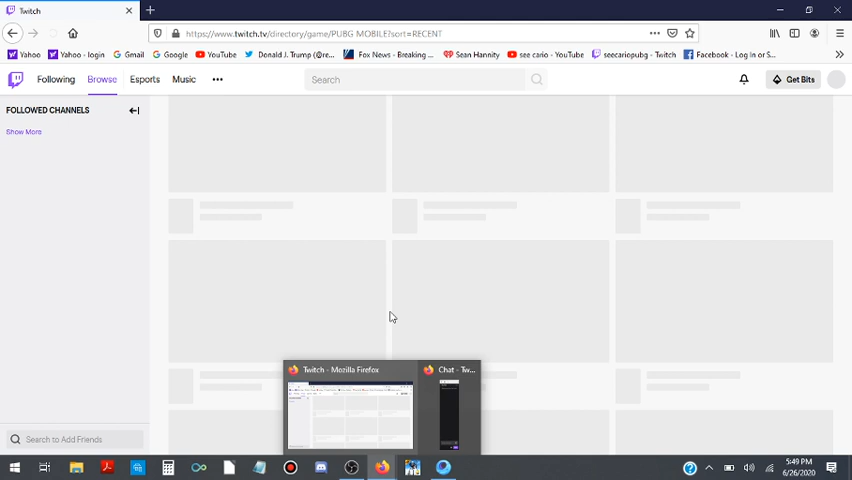 Twitch
https://www.twitch.tv/directory/game/PUBG MOBILE?sort=RECENT
Yahoo
Yahoo - login
Gmail
Google
YouTube
Donald J. Trump (@re...
Fox News - Breaking ...
Sean Hannity
see cario - YouTube
seecariopubg - Twitch
Facebook - Log in or S...
Following
Browse
Esports
Music
Search
Get Bits
FOLLOWED CHANNELS
Show More
Twitch - Mozilla Firefox
Chat - Tw...
Search to Add Friends
5:49 PM
6/26/2020